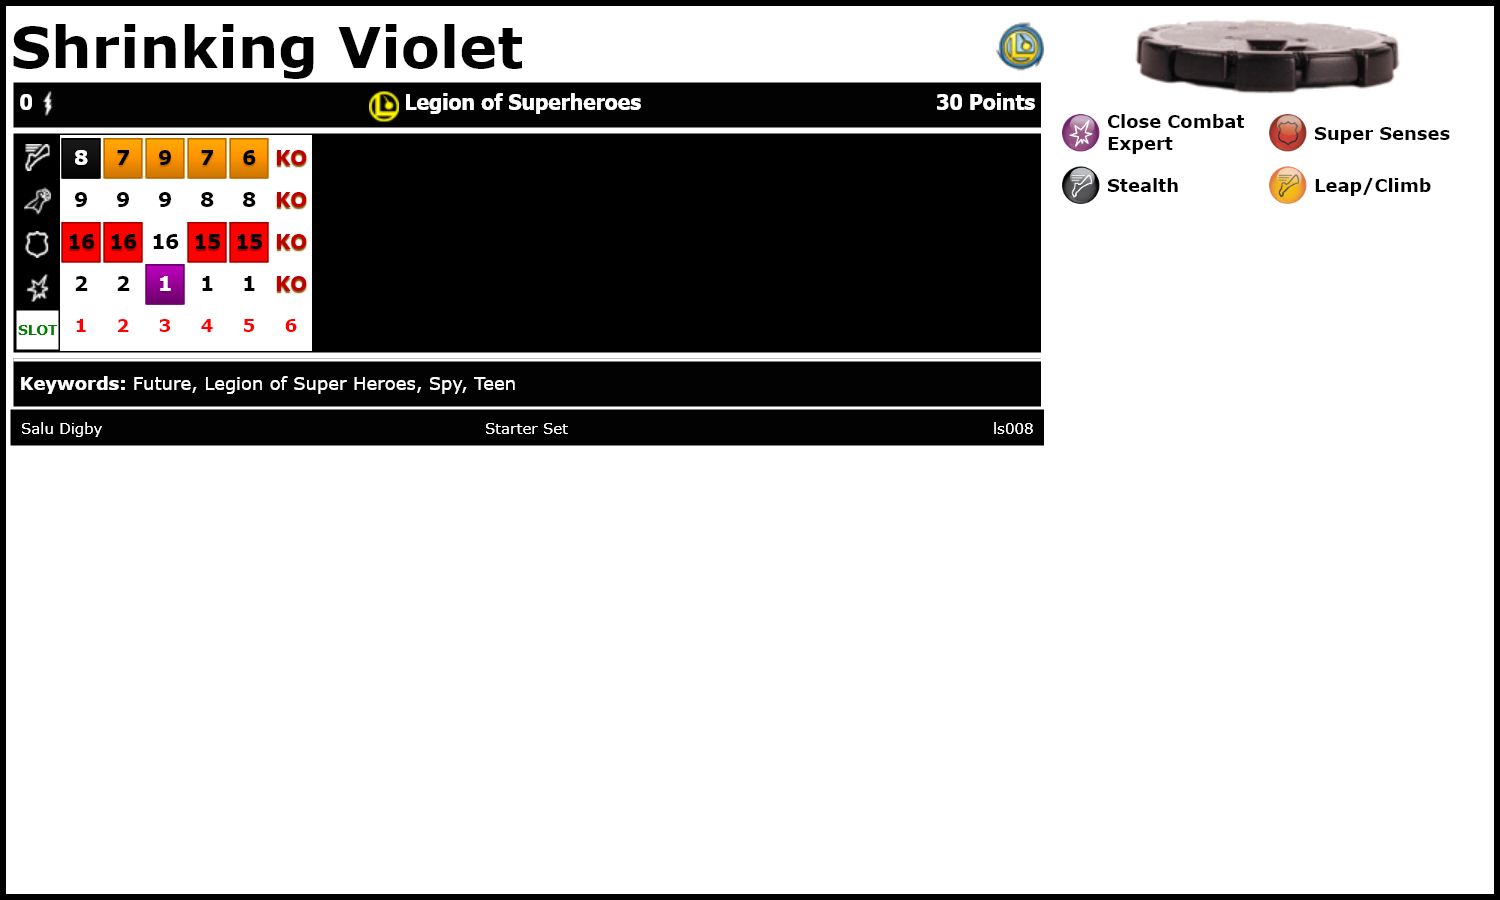 Shrinking Violet
0 Legion of Superheroes 30 Points
8 7 9 7 6 KO
9 9 9 8 8 KO
16 16 16 15 15 KO
2 2 1 1 1 KO
SLOT 1 2 3 4 5 6
Keywords: Future, Legion of Super Heroes, Spy, Teen
Salu Digby Starter Set ls008
Close Combat
Expert
Super Senses
Stealth
Leap/Climb